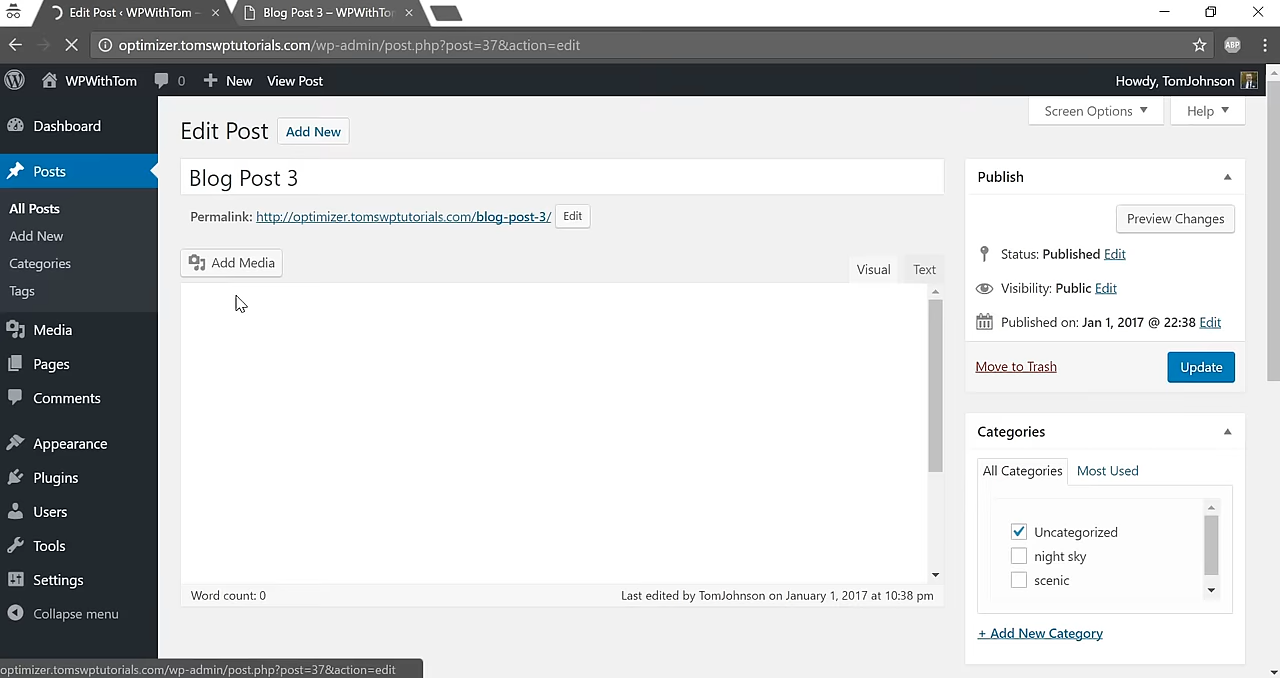 Edit Post ‹ WPWithTom –
Blog Post 3 – WPWithTom
optimizer.tomswptutorials.com/wp-admin/post.php?post=37&action=edit
ABP
WPWithTom 0 New View Post Howdy, TomJohnson
Screen Options Help
Dashboard
Posts
All Posts
Add New
Categories
Tags
Media
Pages
Comments
Appearance
Plugins
Users
Tools
Settings
Collapse menu
Edit Post Add New
Blog Post 3
Permalink: http://optimizer.tomswptutorials.com/blog-post-3/ Edit
Add Media
Visual Text
Word count: 0
Last edited by TomJohnson on January 1, 2017 at 10:38 pm
Publish
Preview Changes
Status: Published Edit
Visibility: Public Edit
Published on: Jan 1, 2017 @ 22:38 Edit
Move to Trash Update
Categories
All Categories Most Used
Uncategorized
night sky
scenic
+ Add New Category
optimizer.tomswptutorials.com/wp-admin/post.php?post=37&action=edit